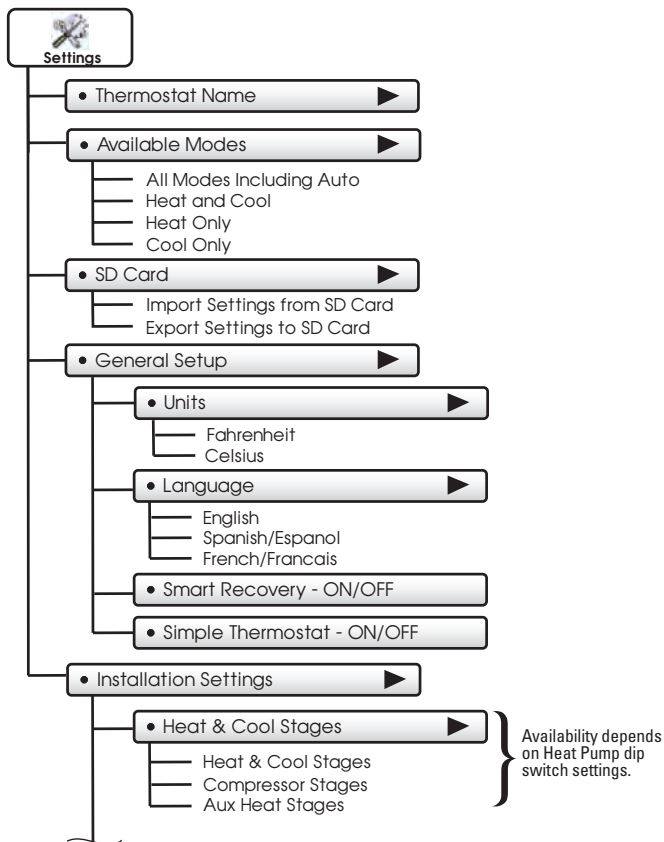 Settings
• Thermostat Name
• Available Modes
All Modes Including Auto
Heat and Cool
Heat Only
Cool Only
• SD Card
Import Settings from SD Card
Export Settings to SD Card
• General Setup
• Units
Fahrenheit
Celsius
• Language
English
Spanish/Espanol
French/Francais
• Smart Recovery - ON/OFF
• Simple Thermostat - ON/OFF
• Installation Settings
• Heat & Cool Stages
Heat & Cool Stages
Compressor Stages
Aux Heat Stages
Availability depends
on Heat Pump dip
switch settings.